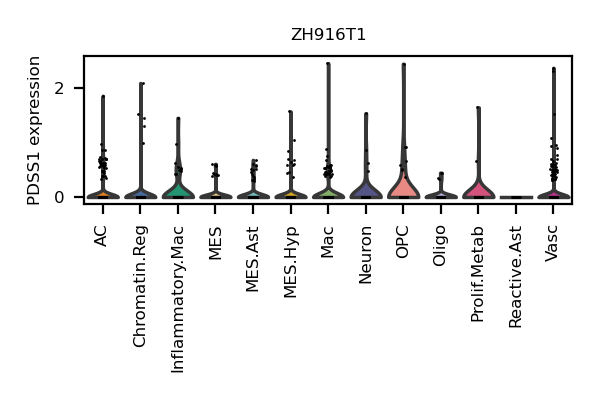 ZH916T1
PDSS1 expression
2
0
AC
Chromatin.Reg
Inflammatory.Mac
MES
MES.Ast
MES.Hyp
Mac
Neuron
OPC
Oligo
Prolif.Metab
Reactive.Ast
Vasc